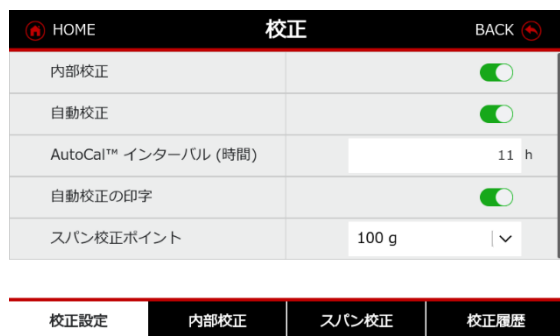 HOME 校正 BACK
内部校正
自動校正
AutoCal™ インターバル (時間) 11 h
自動校正の印字
スパン校正ポイント 100 g
校正設定 内部校正 スパン校正 校正履歴